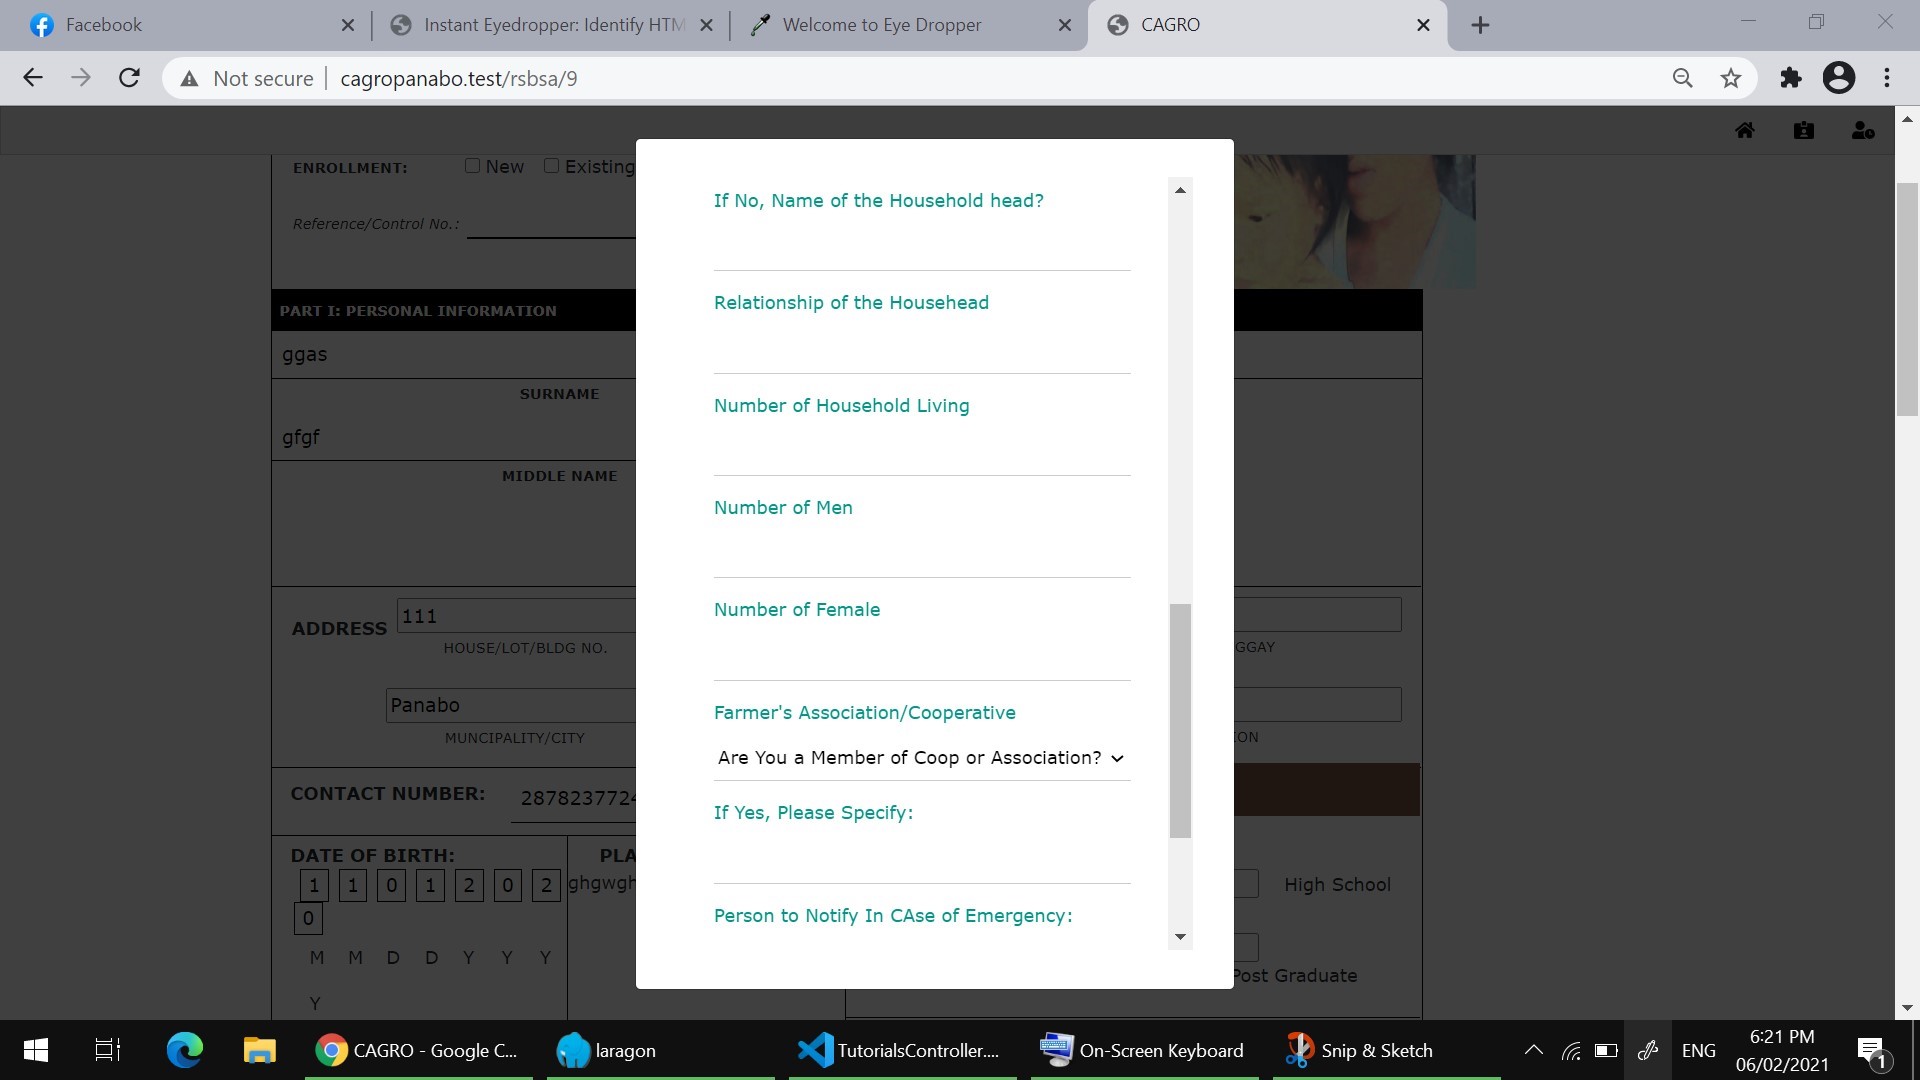 Facebook
Instant Eyedropper: Identify HTM
Welcome to Eye Dropper
CAGRO
Not secure
cagropanabo.test/rsbsa/9
ENROLLMENT:
New
Existing
Reference/Control No.:
PART I: PERSONAL INFORMATION
ggas
SURNAME
gfgf
MIDDLE NAME
ADDRESS
111
HOUSE/LOT/BLDG NO.
GGAY
Panabo
MUNCIPALITY/CITY
ION
CONTACT NUMBER:
2878237724
DATE OF BIRTH:
PLA
1 1 0 1 2 0 2
ghgwgh
0
M M D D Y Y Y
Y
High School
Post Graduate
If No, Name of the Household head?
Relationship of the Househead
Number of Household Living
Number of Men
Number of Female
Farmer's Association/Cooperative
Are You a Member of Coop or Association?
If Yes, Please Specify:
Person to Notify In CAse of Emergency:
CAGRO - Google C...
laragon
TutorialsController....
On-Screen Keyboard
Snip & Sketch
ENG
6:21 PM
06/02/2021
1